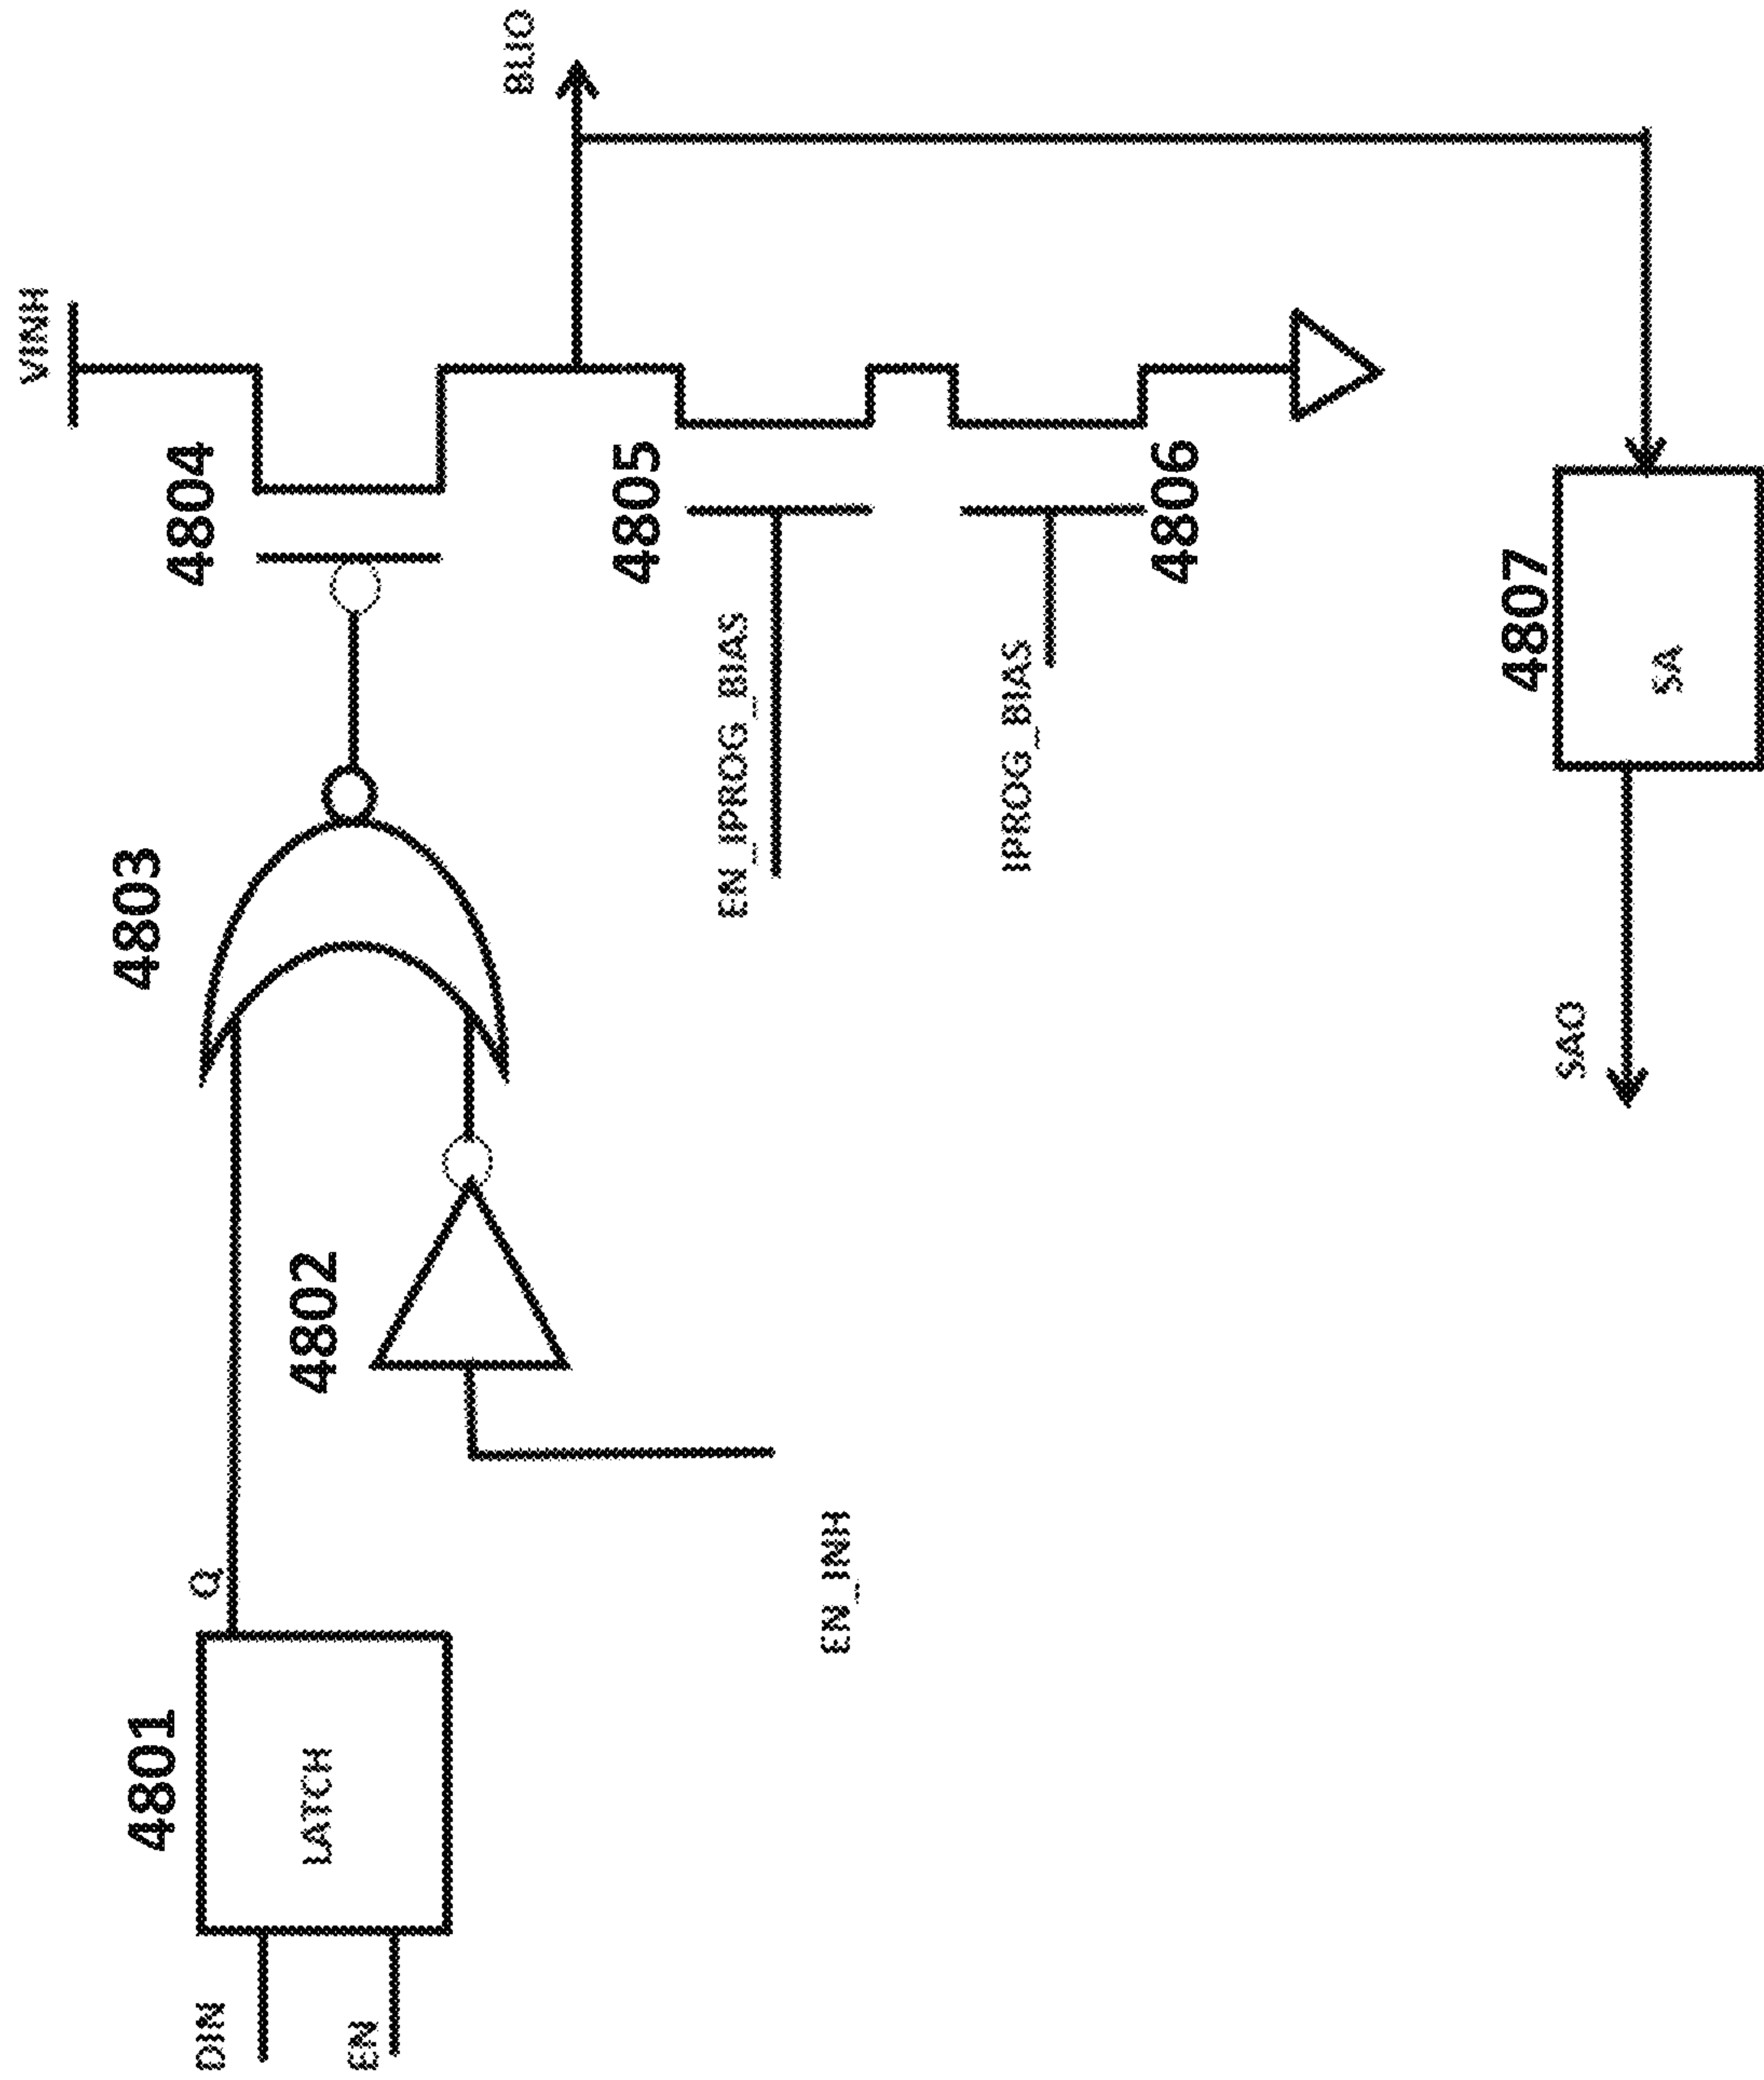 VINH
BLIO
4804
4803
4805
EN_IPROG_BIAS
IPROG_BIAS
4806
4802
EN_INH
4801
LATCH
Q
DIN
EN
4807
SA
SAO